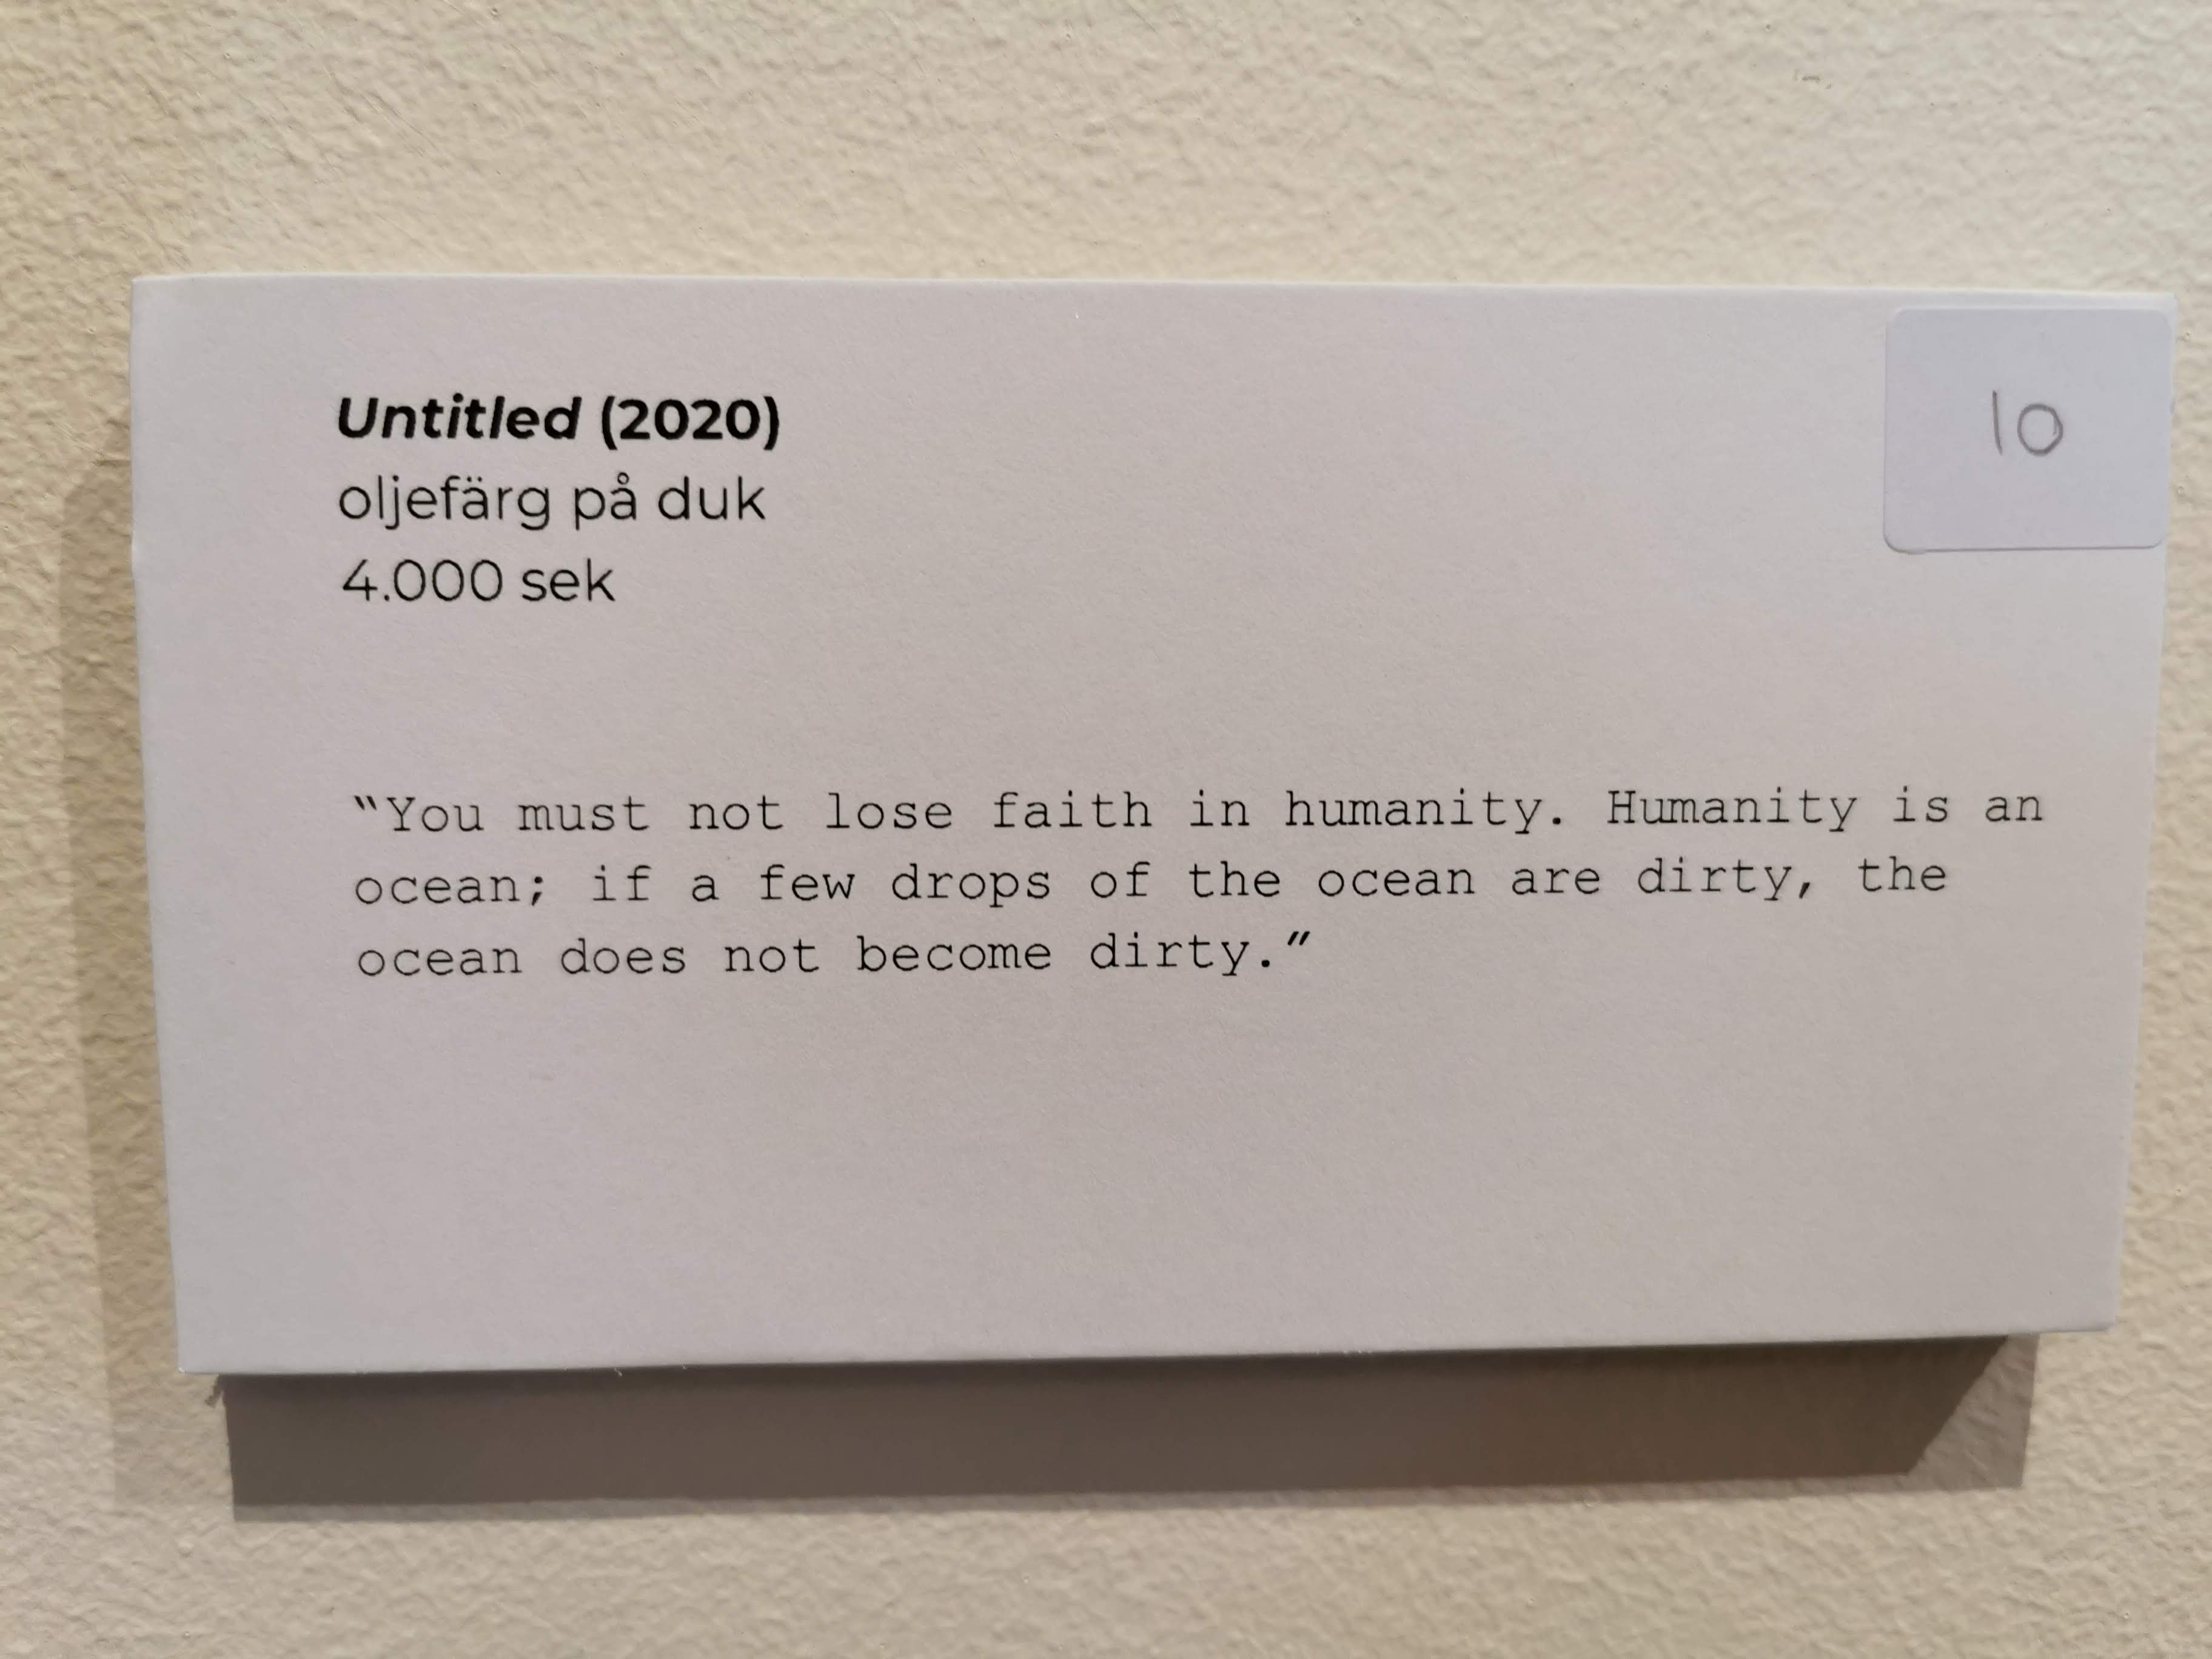 Untitled (2020)
oljefärg på duk
4.000 sek
10
“You must not lose faith in humanity. Humanity is an
ocean; if a few drops of the ocean are dirty, the
ocean does not become dirty.”